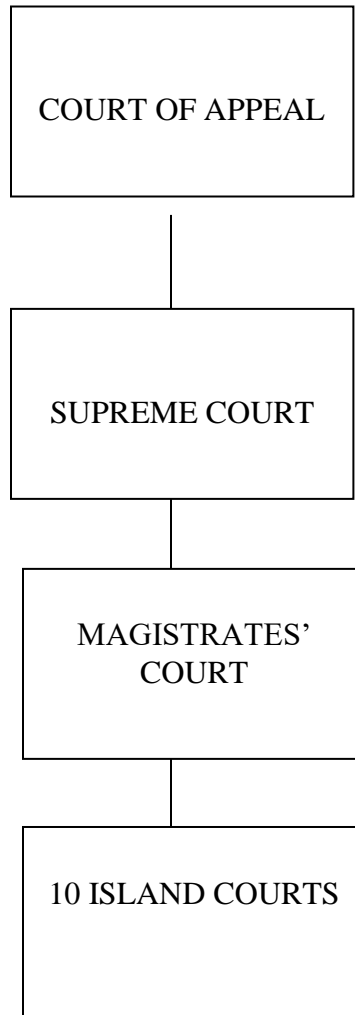 COURT OF APPEAL
SUPREME COURT
MAGISTRATES’
COURT
10 ISLAND COURTS